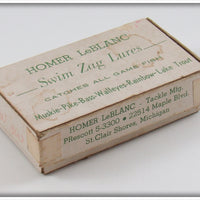 HOMER LeBLANC
Swim Zag Lures
CATCHES ALL GAME FISH
Muskie-Pike-Bass-Walleyes-Rainbow-Lake Trout
HOMER LeBLANC - Tackle Mfg.
PRescott 5-3300 • 22514 Maple Blvd.
St. Clair Shores, Michigan